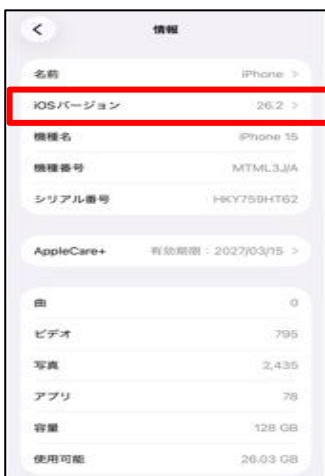 情報
名前 iPhone
iOSバージョン 26.2
機種名 iPhone 15
機種番号 MTML3J/A
シリアル番号 HKY759HT62
AppleCare+ 有効期限：2027/03/15
曲 0
ビデオ 795
写真 2,435
アプリ 78
容量 128 GB
使用可能 26.03 GB